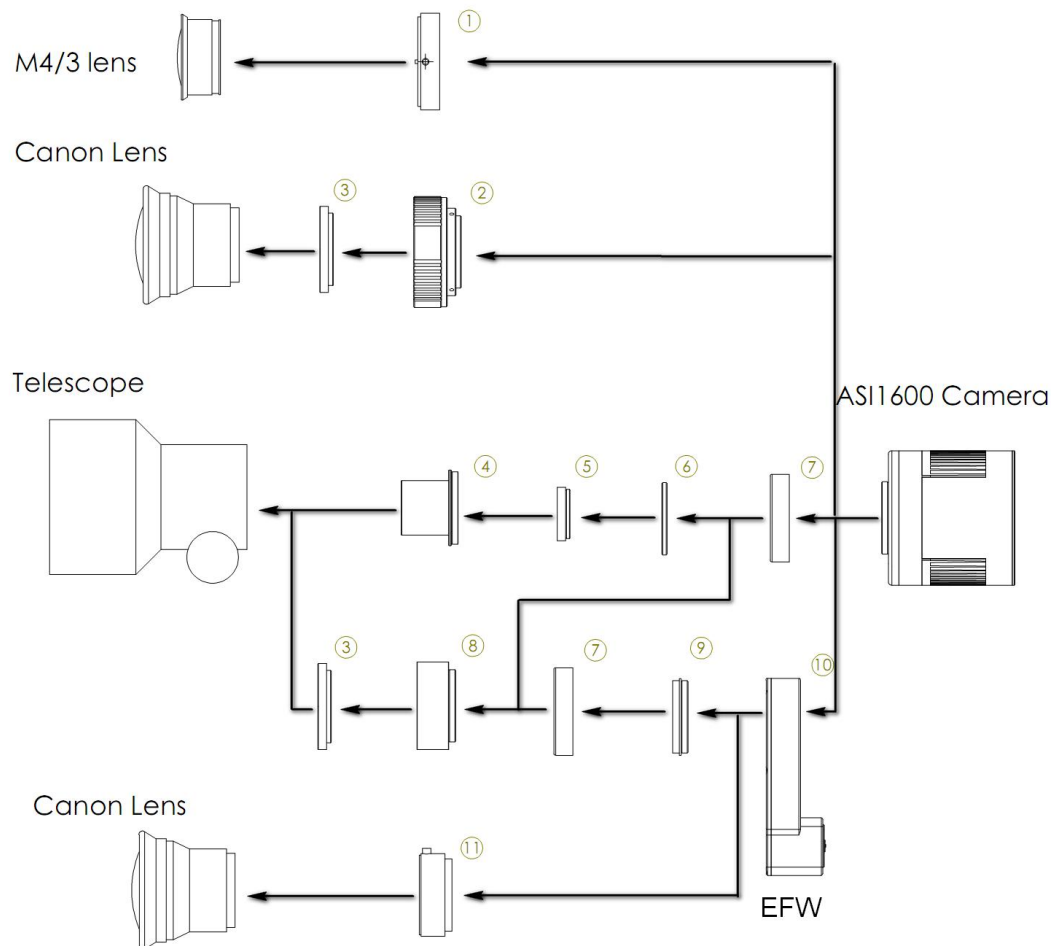 ①
M4/3 lens
Canon Lens
③
②
Telescope
ASI1600 Camera
④
⑤
⑥
⑦
③
⑧
⑦
⑨
⑩
Canon Lens
⑪
EFW